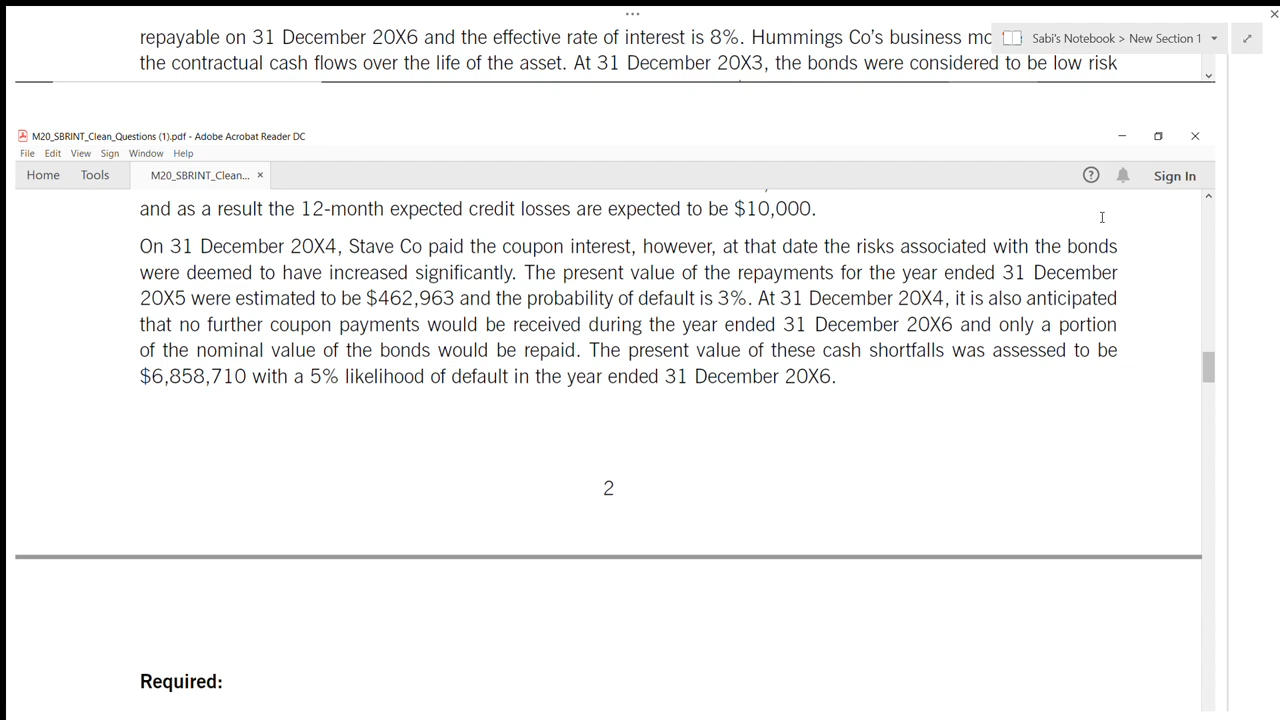 repayable on 31 December 20X6 and the effective rate of interest is 8%. Hummings Co's business
Sabi's Notebook > New Section 1
the contractual cash flows over the life of the asset. At 31 December 20X3, the bonds were considered to be low risk
M20_SBRINT_Clean_Questions (1).pdf - Adobe Acrobat Reader DC
File Edit View Sign Window Help
Home Tools M20_SBRINT_Clean... × Sign In
and as a result the 12-month expected credit losses are expected to be $10,000.
On 31 December 20X4, Stave Co paid the coupon interest, however, at that date the risks associated with the bonds
were deemed to have increased significantly. The present value of the repayments for the year ended 31 December
20X5 were estimated to be $462,963 and the probability of default is 3%. At 31 December 20X4, it is also anticipated
that no further coupon payments would be received during the year ended 31 December 20X6 and only a portion
of the nominal value of the bonds would be repaid. The present value of these cash shortfalls was assessed to be
$6,858,710 with a 5% likelihood of default in the year ended 31 December 20X6.
2
Required: